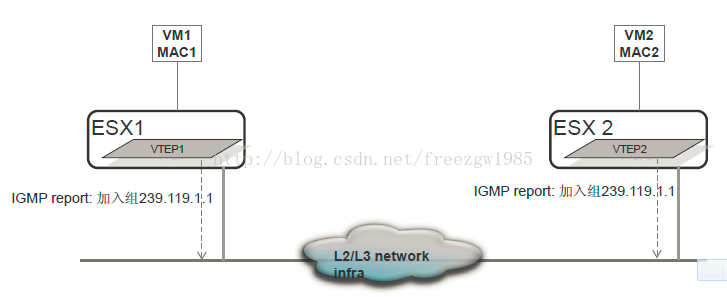 VM1
MAC1
VM2
MAC2
ESX1
ESX 2
VTEP1
VTEP2
http://blog.csdn.net/freezgw1985
IGMP report: 加入组239.119.1.1
IGMP report: 加入组239.119.1.1
L2/L3 network
infra